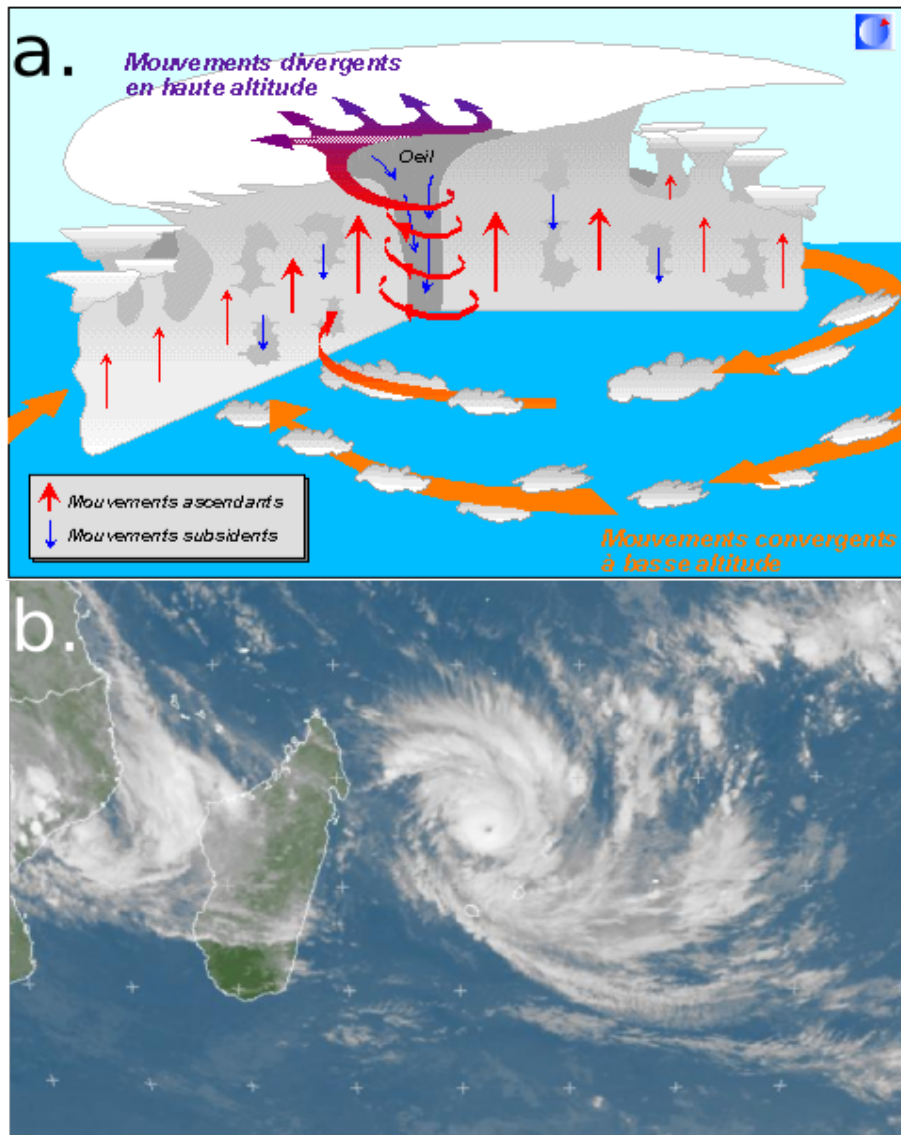 a.
Mouvements divergents
en haute altitude
Oeil
Mouvements ascendants
Mouvements subsidents
Mouvements convergents
à basse altitude
b.